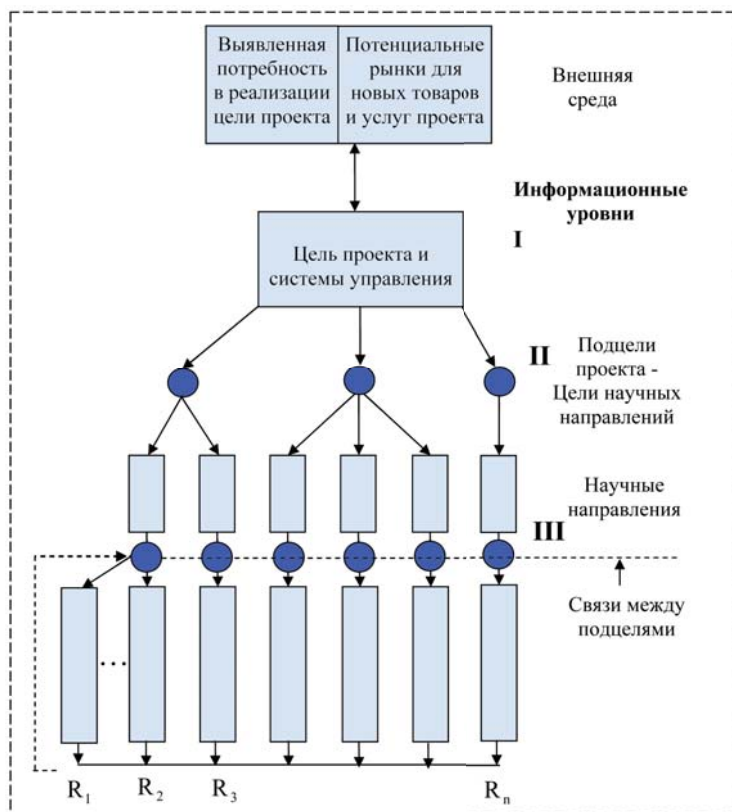 Выявленная
потребность
в реализации
цели проекта
Потенциальные
рынки для
новых товаров
и услуг проекта
Внешняя
среда
Информационные
уровни
I
Цель проекта и
системы управления
II
Подцели
проекта -
Цели научных
направлений
Научные
направления
III
Связи между
подцелями
...
R1 R2 R3 Rn